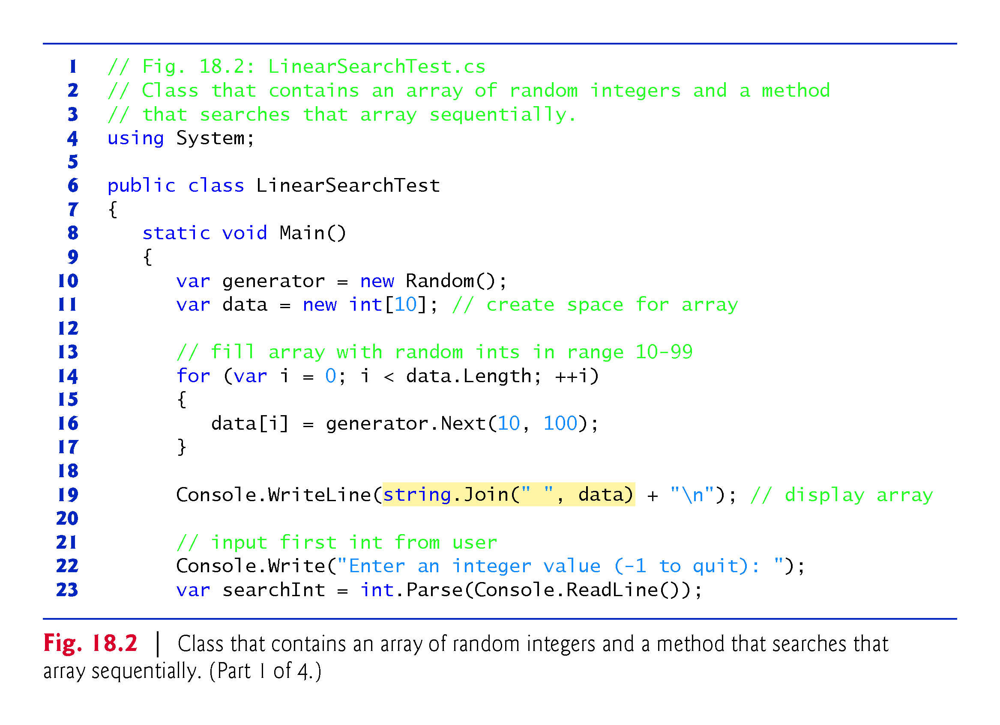 1 // Fig. 18.2: LinearSearchTest.cs
2 // Class that contains an array of random integers and a method
3 // that searches that array sequentially.
4 using System;
5
6 public class LinearSearchTest
7 {
8    static void Main()
9    {
10       var generator = new Random();
11       var data = new int[10]; // create space for array
12
13       // fill array with random ints in range 10-99
14       for (var i = 0; i < data.Length; ++i)
15       {
16          data[i] = generator.Next(10, 100);
17       }
18
19       Console.WriteLine(string.Join(" ", data) + "\n"); // display array
20
21       // input first int from user
22       Console.Write("Enter an integer value (-1 to quit): ");
23       var searchInt = int.Parse(Console.ReadLine());
Fig. 18.2 | Class that contains an array of random integers and a method that searches that
array sequentially. (Part 1 of 4.)